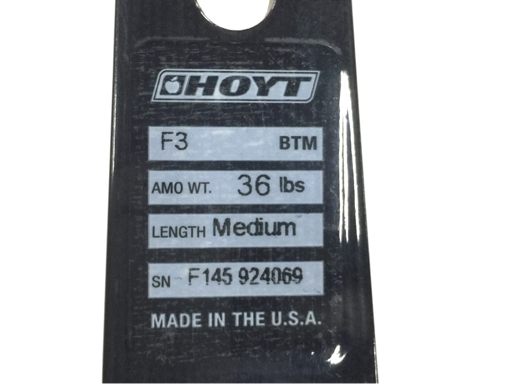 HOYT
F3 BTM
AMO WT. 36 lbs
LENGTH Medium
SN F145 924069
MADE IN THE U.S.A.